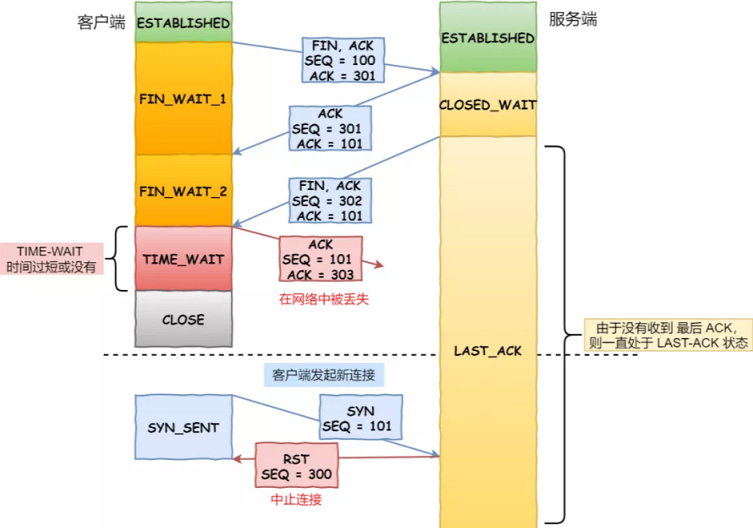 客户端
服务端
ESTABLISHED
ESTABLISHED
FIN, ACK
SEQ = 100
ACK = 301
FIN_WAIT_1
CLOSED_WAIT
ACK
SEQ = 301
ACK = 101
FIN_WAIT_2
FIN, ACK
SEQ = 302
ACK = 101
TIME-WAIT
时间过短或没有
TIME_WAIT
ACK
SEQ = 101
ACK = 303
在网络中被丢失
CLOSE
LAST_ACK
由于没有收到 最后 ACK,
则一直处于 LAST-ACK 状态
客户端发起新连接
SYN_SENT
SYN
SEQ = 101
RST
SEQ = 300
中止连接